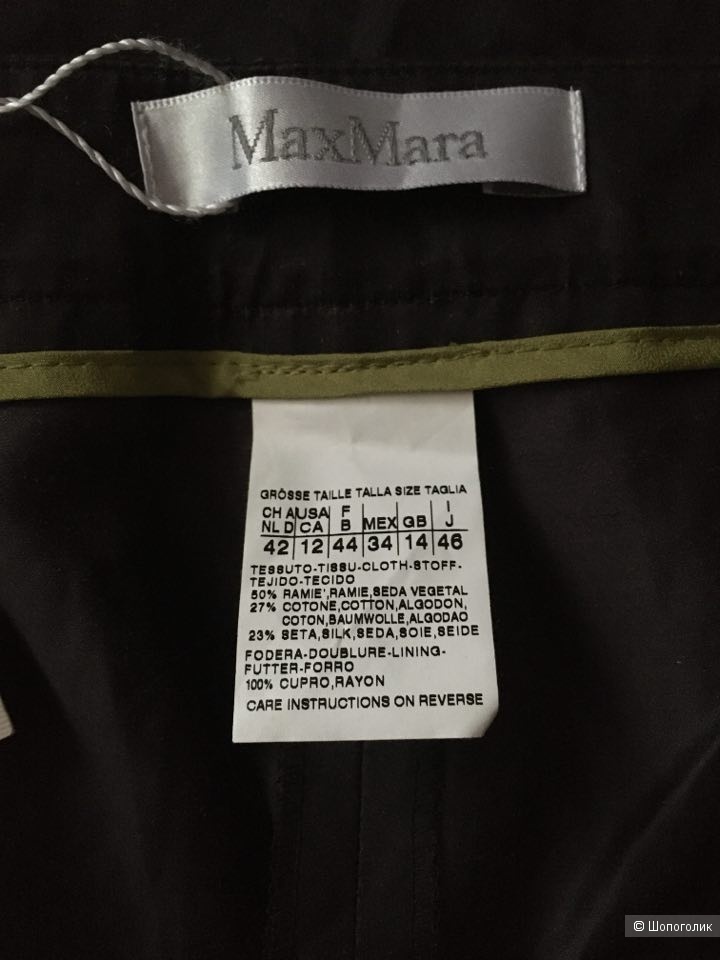 MaxMara
GRÖSSE TAILLE TALLA SIZE TAGLIA
CH A USA F I
NL D CA B MEX GB J
42 12 44 34 14 46
TESSUTO-TISSU-CLOTH-STOFF-
TEJIDO-TECIDO
50% RAMIE',RAMIE,SEDA VEGETAL
27% COTONE,COTTON,ALGODON,
COTON,BAUMWOLLE,ALGODAO
23% SETA,SILK,SEDA,SOIE,SEIDE
FODERA-DOUBLURE-LINING-
FUTTER-FORRO
100% CUPRO,RAYON
CARE INSTRUCTIONS ON REVERSE
© Шопоголик